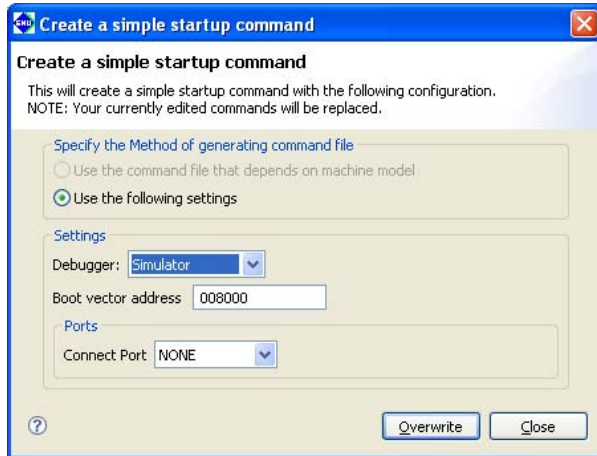 GNU Create a simple startup command
Create a simple startup command
This will create a simple startup command with the following configuration.
NOTE: Your currently edited commands will be replaced.
Specify the Method of generating command file
Use the command file that depends on machine model
Use the following settings
Settings
Debugger: Simulator
Boot vector address 008000
Ports
Connect Port NONE
? Overwrite Close